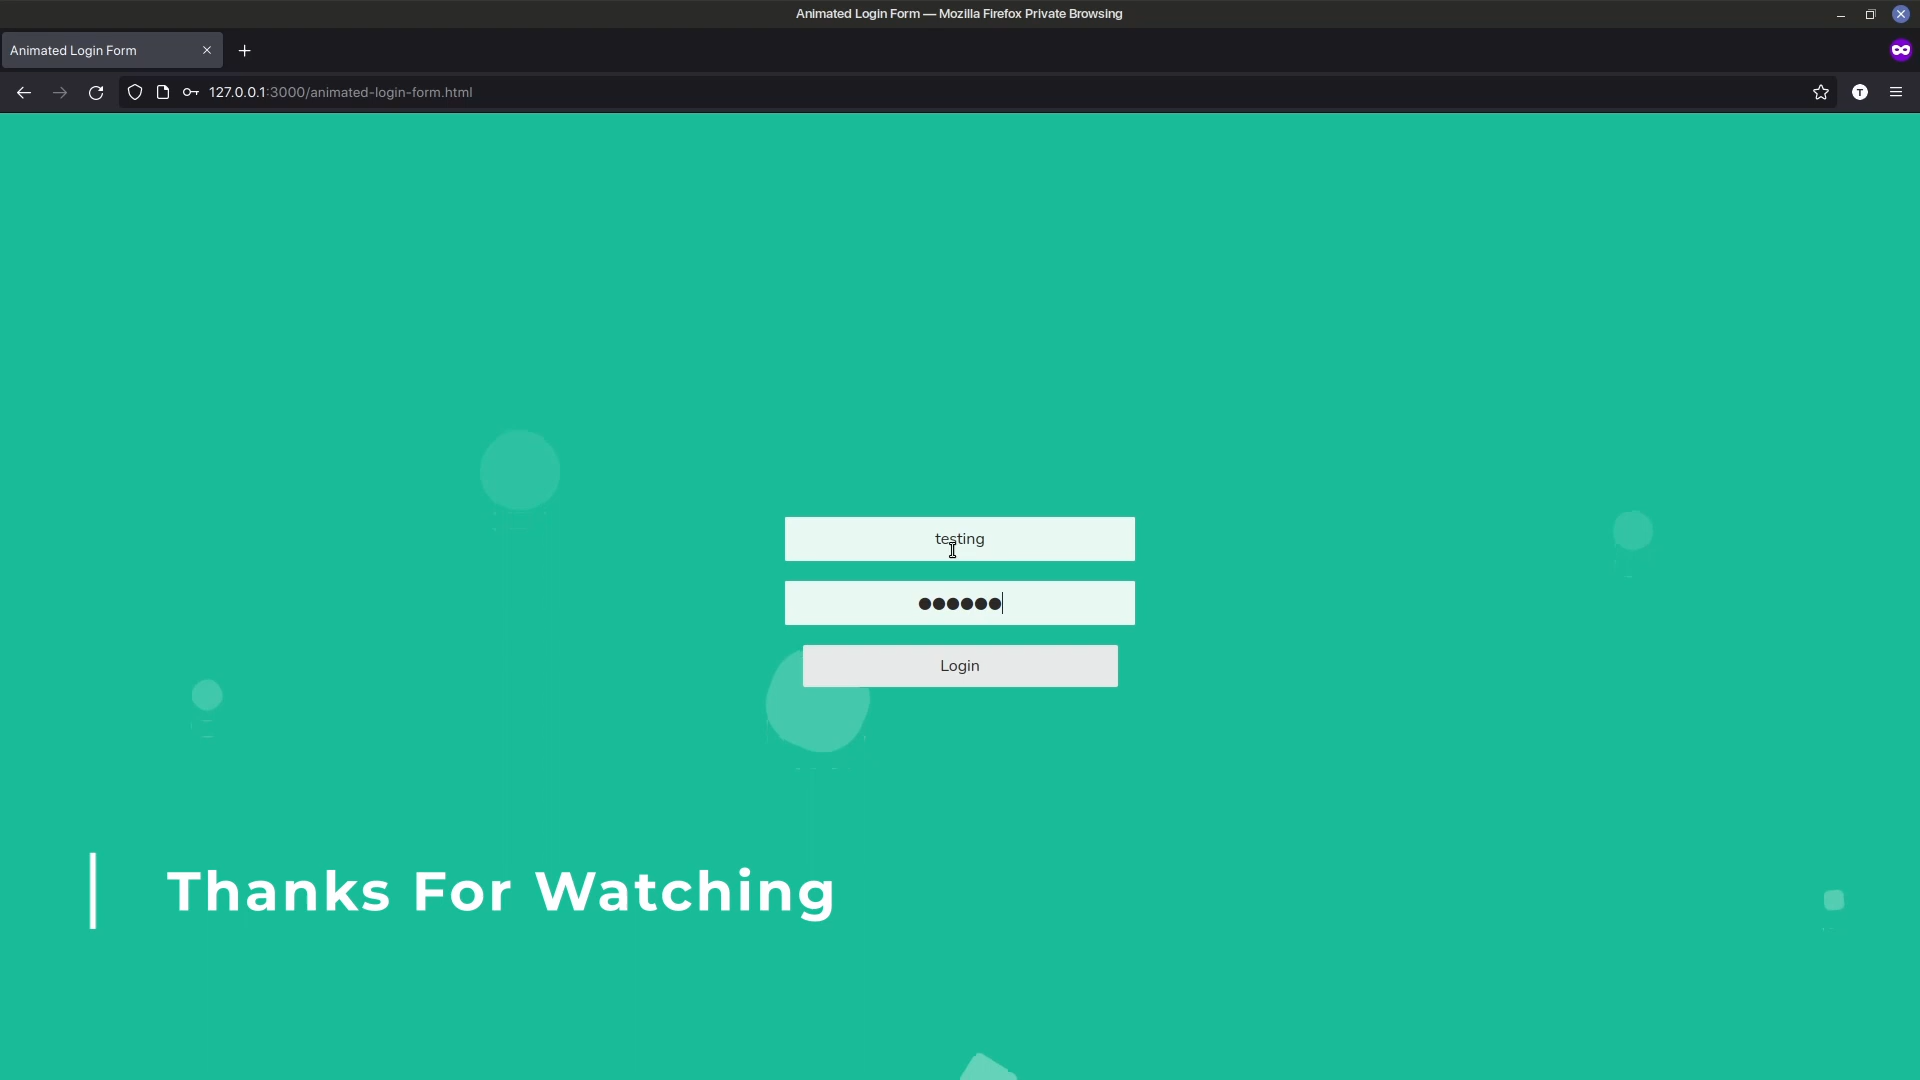 Animated Login Form — Mozilla Firefox Private Browsing
Animated Login Form
127.0.0.1:3000/animated-login-form.html
T
testing
●●●●●●
Login
Thanks For Watching